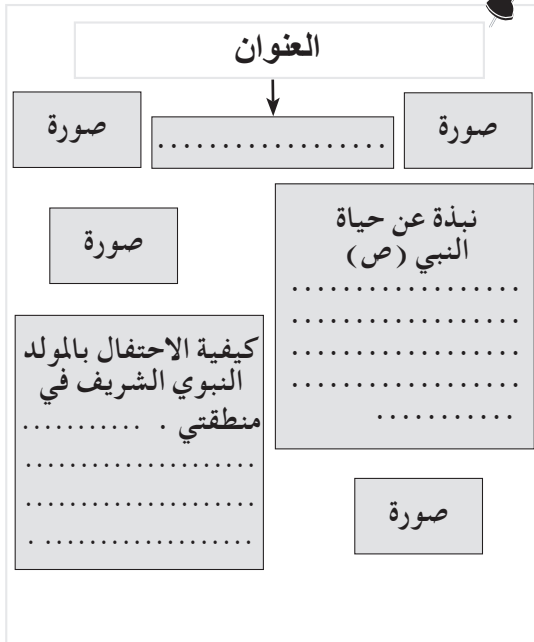 العنوان
صورة
..................
صورة
نبذة عن حياة
النبي (ص)
..................
..................
..................
..................
...........
صورة
كيفية الاحتفال بالمولد
النبوي الشريف في
منطقتي . ...........
....................
....................
. ..................
صورة